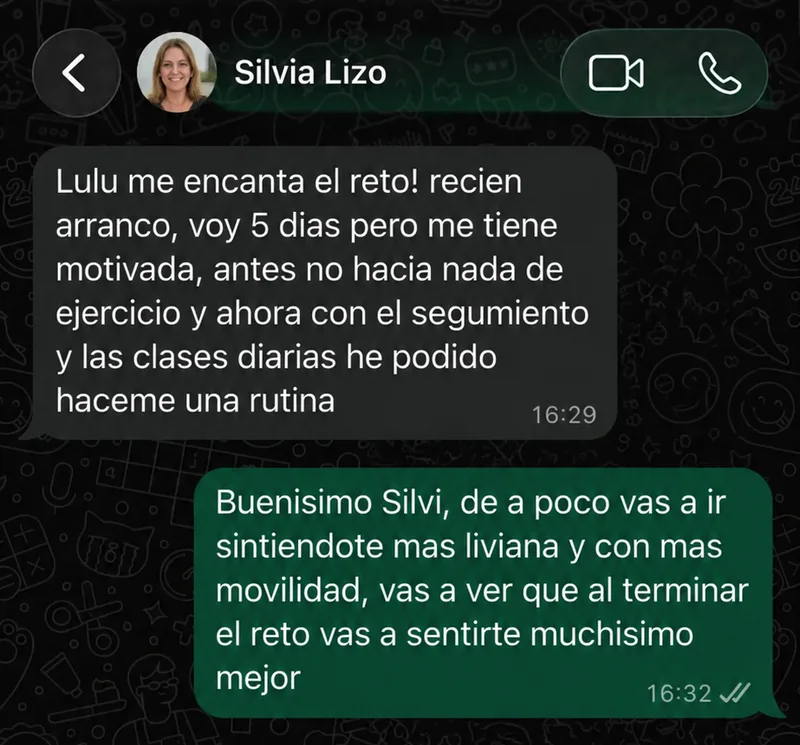 Silvia Lizo
Lulu me encanta el reto! recien
arranco, voy 5 dias pero me tiene
motivada, antes no hacia nada de
ejercicio y ahora con el segumiento
y las clases diarias he podido
haceme una rutina
16:29
Buenisimo Silvi, de a poco vas a ir
sintiendote mas liviana y con mas
movilidad, vas a ver que al terminar
el reto vas a sentirte muchisimo
mejor
16:32